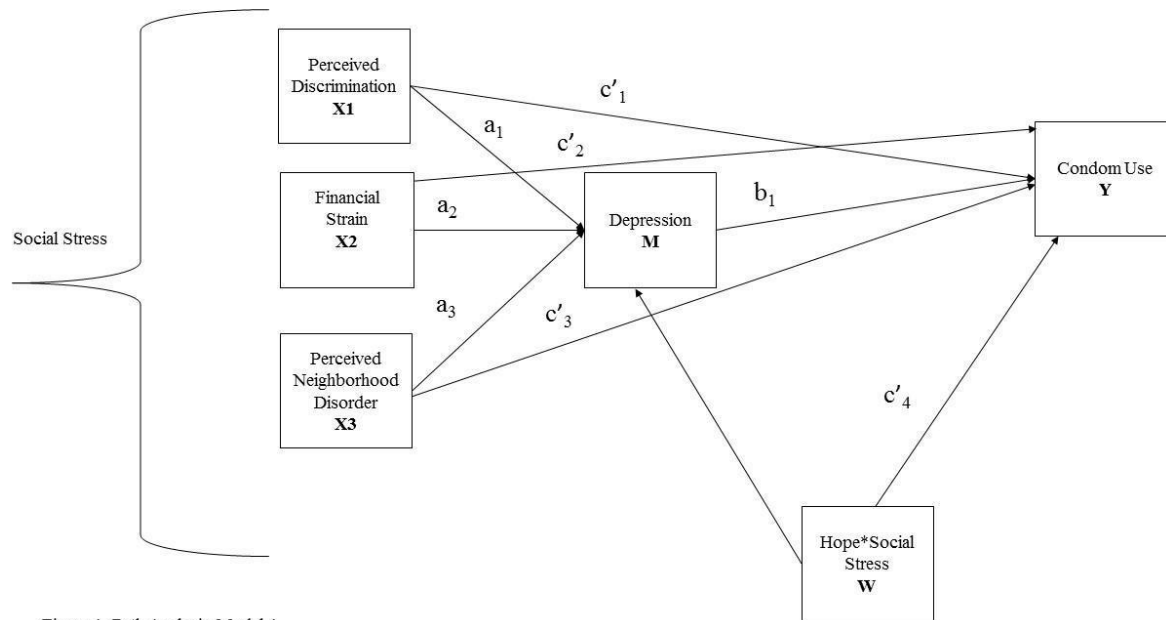 Perceived
Discrimination
X1
c'₁
a₁
c'₂
Condom Use
Y
Financial
Strain
X2
a₂
Depression
M
b₁
Social Stress
a₃
c'₃
Perceived
Neighborhood
Disorder
X3
c'₄
Hope*Social
Stress
W